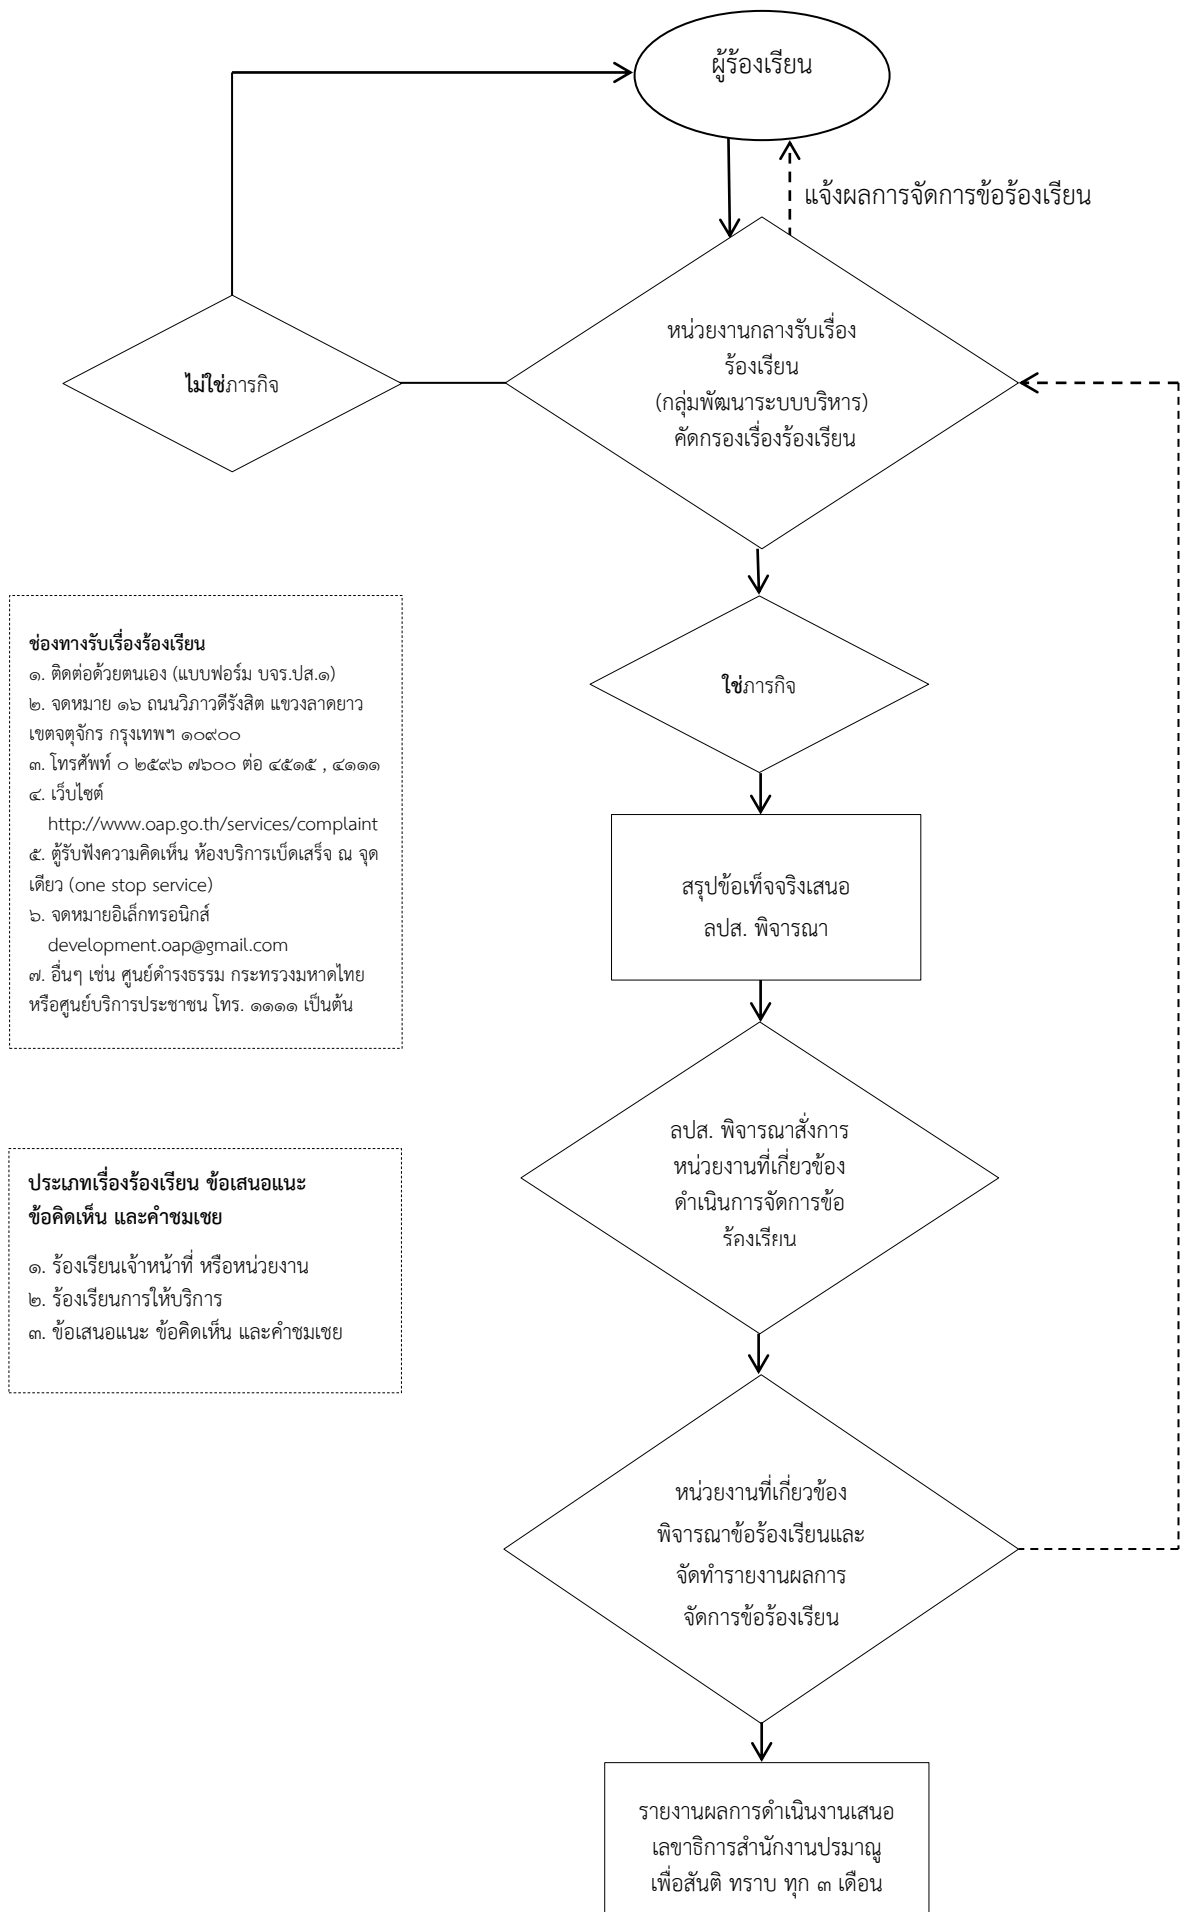 ผู้ร้องเรียน
แจ้งผลการจัดการข้อร้องเรียน
หน่วยงานกลางรับเรื่อง
ร้องเรียน
(กลุ่มพัฒนาระบบบริหาร)
คัดกรองเรื่องร้องเรียน
ไม่ใช่ภารกิจ
ใช่ภารกิจ
ช่องทางรับเรื่องร้องเรียน
๑. ติดต่อด้วยตนเอง (แบบฟอร์ม บจร.ปส.๑)
๒. จดหมาย ๑๖ ถนนวิภาวดีรังสิต แขวงลาดยาว
เขตจตุจักร กรุงเทพฯ ๑๐๙๐๐
๓. โทรศัพท์ ๐ ๒๕๙๖ ๗๖๐๐ ต่อ ๔๕๑๕ , ๔๑๑๑
๔. เว็บไซต์
http://www.oap.go.th/services/complaint
๕. ตู้รับฟังความคิดเห็น ห้องบริการเบ็ดเสร็จ ณ จุด
เดียว (one stop service)
๖. จดหมายอิเล็กทรอนิกส์
development.oap@gmail.com
๗. อื่นๆ เช่น ศูนย์ดำรงธรรม กระทรวงมหาดไทย
หรือศูนย์บริการประชาชน โทร. ๑๑๑๑ เป็นต้น
สรุปข้อเท็จจริงเสนอ
ลปส. พิจารณา
ลปส. พิจารณาสั่งการ
หน่วยงานที่เกี่ยวข้อง
ดำเนินการจัดการข้อ
ร้องเรียน
ประเภทเรื่องร้องเรียน ข้อเสนอแนะ
ข้อคิดเห็น และคำชมเชย
๑. ร้องเรียนเจ้าหน้าที่ หรือหน่วยงาน
๒. ร้องเรียนการให้บริการ
๓. ข้อเสนอแนะ ข้อคิดเห็น และคำชมเชย
หน่วยงานที่เกี่ยวข้อง
พิจารณาข้อร้องเรียนและ
จัดทำรายงานผลการ
จัดการข้อร้องเรียน
รายงานผลการดำเนินงานเสนอ
เลขาธิการสำนักงานปรมาณู
เพื่อสันติ ทราบ ทุก ๓ เดือน